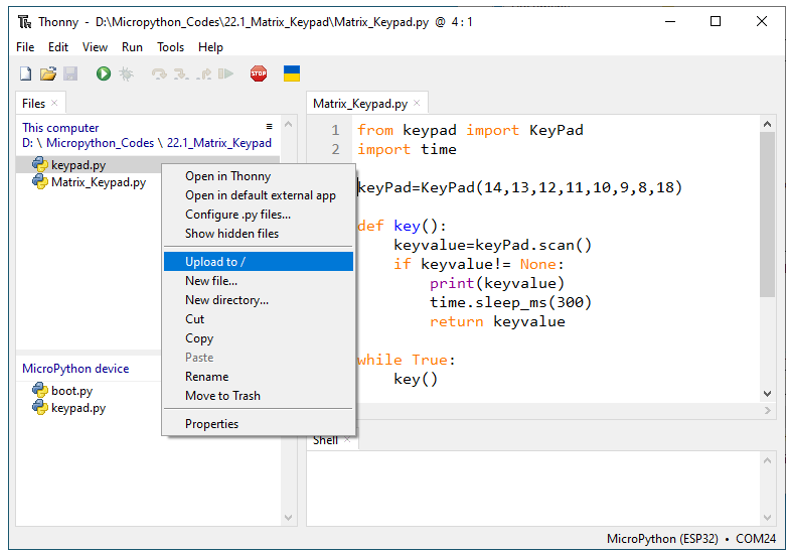 Thonny - D:\Micropython_Codes\22.1_Matrix_Keypad\Matrix_Keypad.py @ 4 : 1
File Edit View Run Tools Help
STOP
Files ×
This computer ≡
D: \ Micropython_Codes \ 22.1_Matrix_Keypad
keypad.py
Matrix_Keypad.py
Open in Thonny
Open in default external app
Configure .py files...
Show hidden files
Upload to /
New file...
New directory...
Cut
Copy
Paste
Rename
Move to Trash
Properties
MicroPython device
boot.py
keypad.py
Matrix_Keypad.py ×
1 from keypad import KeyPad
2 import time
keyPad=KeyPad(14,13,12,11,10,9,8,18)
def key():
keyvalue=keyPad.scan()
if keyvalue!= None:
print(keyvalue)
time.sleep_ms(300)
return keyvalue
while True:
key()
Shell ×
MicroPython (ESP32) • COM24